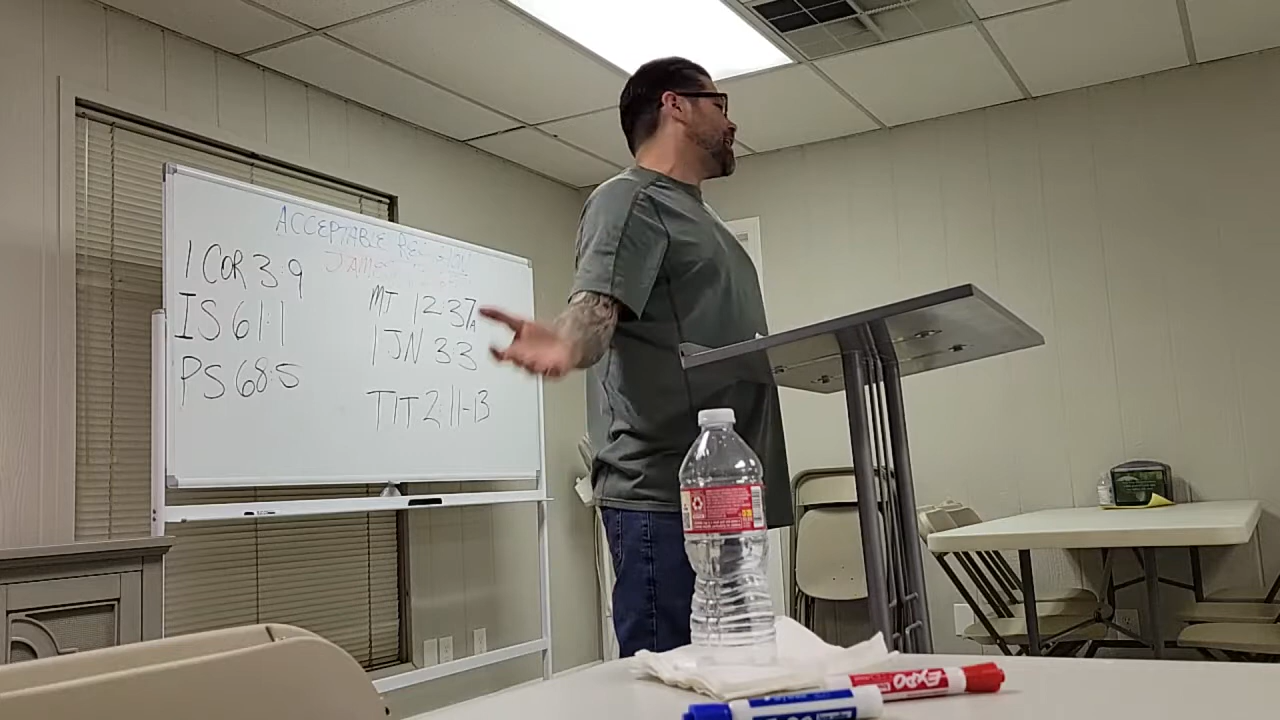 ACCEPTABLE
1 COR 3:9
IS 61:1
PS 68:5
MT 12 37A
1 JN 3 3
TIT 2 11-13
EXPO